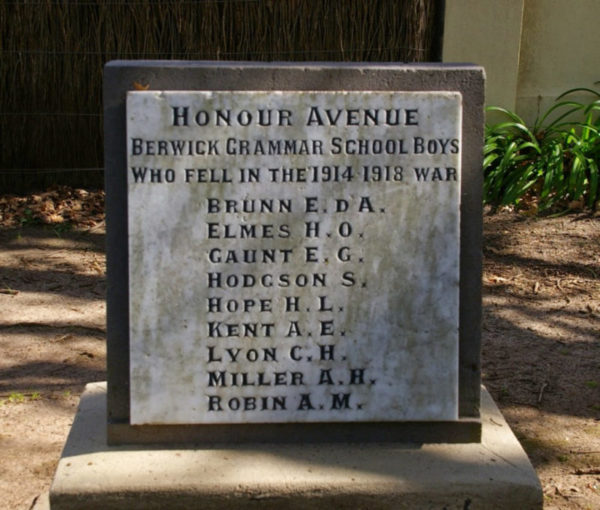 HONOUR AVENUE
BERWICK GRAMMAR SCHOOL BOYS
WHO FELL IN THE 1914-1918 WAR
BRUNN E. D'A.
ELMES H. O.
GAUNT E. G.
HODGSON S.
HOPE H. L.
KENT A. E.
LYON C. H.
MILLER A. H.
ROBIN A. M.